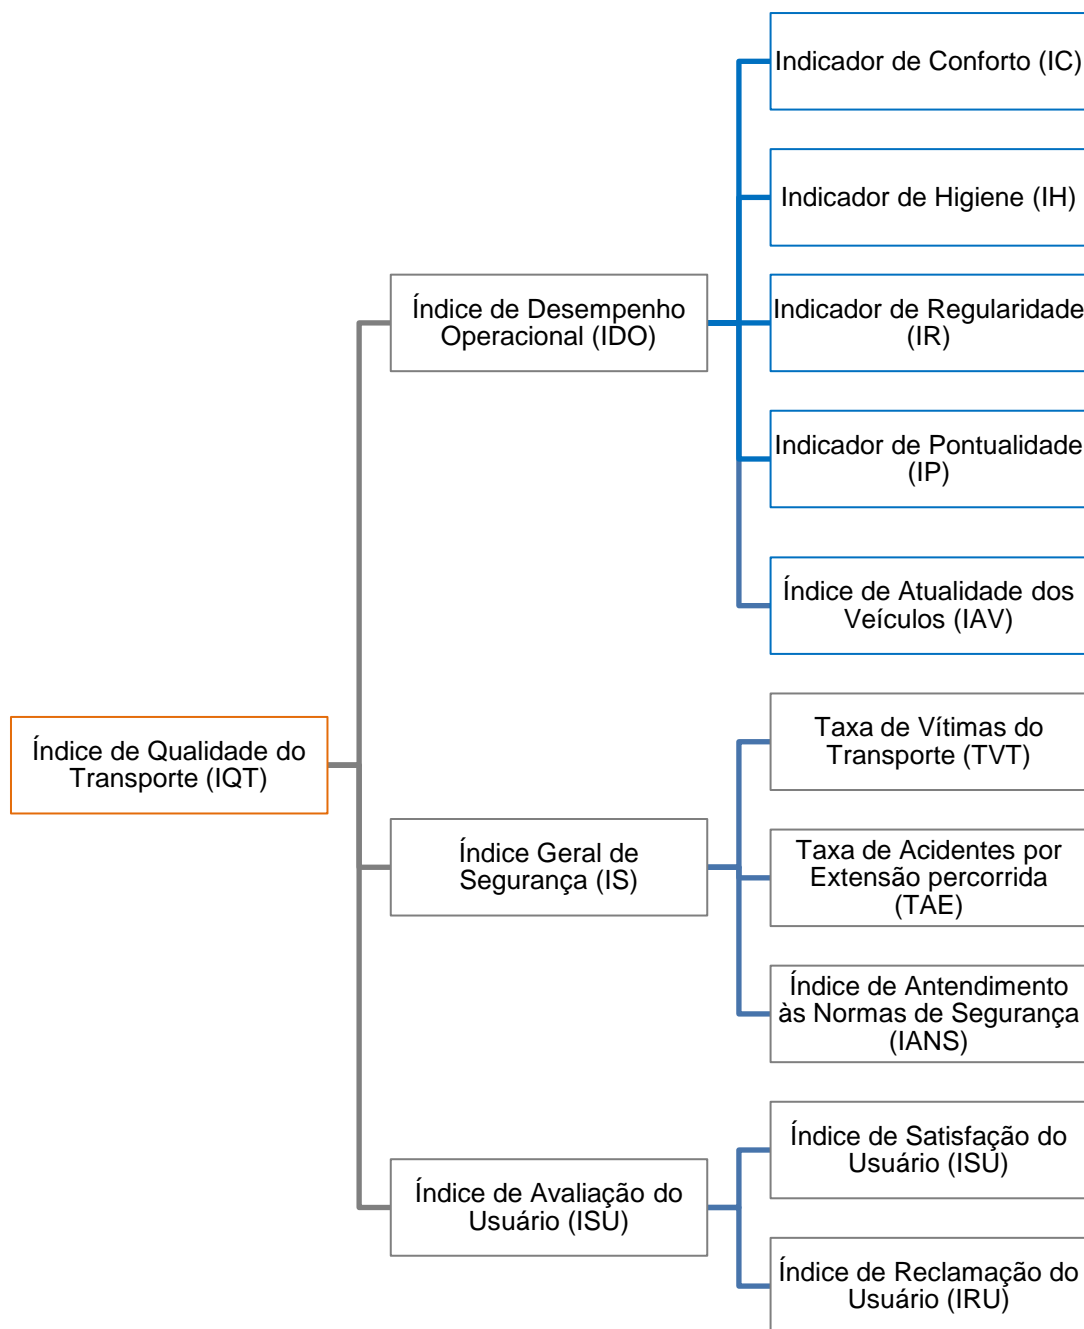 Indicador de Conforto (IC)
Indicador de Higiene (IH)
Índice de Desempenho
Operacional (IDO)
Indicador de Regularidade
(IR)
Indicador de Pontualidade
(IP)
Índice de Atualidade dos
Veículos (IAV)
Índice de Qualidade do
Transporte (IQT)
Taxa de Vítimas do
Transporte (TVT)
Índice Geral de
Segurança (IS)
Taxa de Acidentes por
Extensão percorrida
(TAE)
Índice de Antendimento
às Normas de Segurança
(IANS)
Índice de Avaliação do
Usuário (ISU)
Índice de Satisfação do
Usuário (ISU)
Índice de Reclamação do
Usuário (IRU)